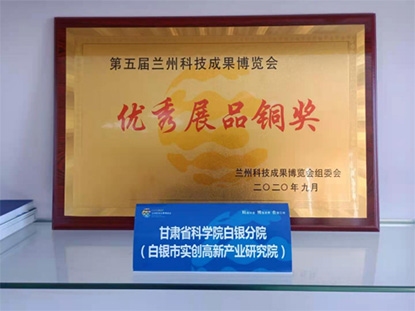 第五届兰州科技成果博览会
优秀展品铜奖
兰州科技成果博览会组委会
二〇二〇年九月
甘肃省科学院白银分院
（白银市实创高新产业研究院）